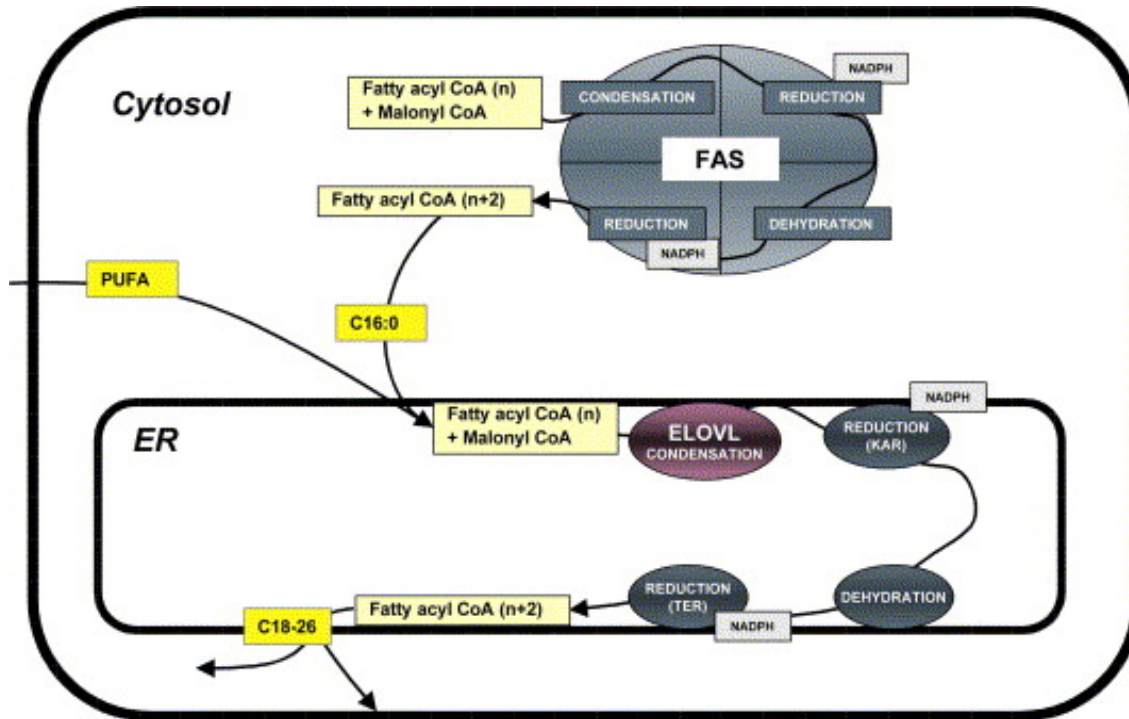 Cytosol
Fatty acyl CoA (n)
+ Malonyl CoA
CONDENSATION
NADPH
REDUCTION
FAS
Fatty acyl CoA (n+2)
REDUCTION
NADPH
DEHYDRATION
PUFA
C16:0
ER
Fatty acyl CoA (n)
+ Malonyl CoA
ELOVL
CONDENSATION
NADPH
REDUCTION
(KAR)
Fatty acyl CoA (n+2)
REDUCTION
(TER)
NADPH
DEHYDRATION
C18-26